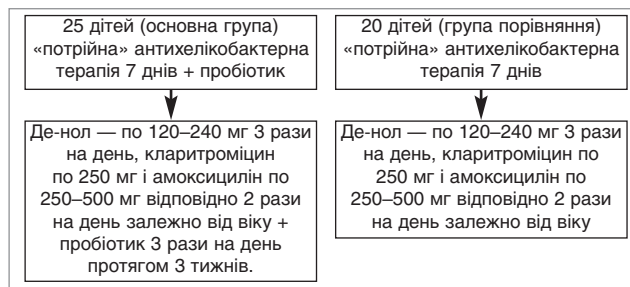 25 дітей (основна група)
«потрійна» антихелікобактерна
терапія 7 днів + пробіотик
20 дітей (група порівняння)
«потрійна» антихелікобактерна
терапія 7 днів
Де-нол — по 120–240 мг 3 рази
на день, кларитроміцин
по 250 мг і амоксицилін по
250–500 мг відповідно 2 рази
на день залежно від віку +
пробіотик 3 рази на день
протягом 3 тижнів.
Де-нол — по 120–240 мг 3 рази
на день, кларитроміцин по
250 мг і амоксицилін по
250–500 мг відповідно 2 рази
на день залежно від віку